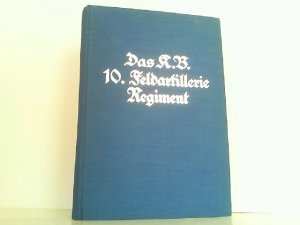 Das K.B.
10. Feldartillerie
Regiment